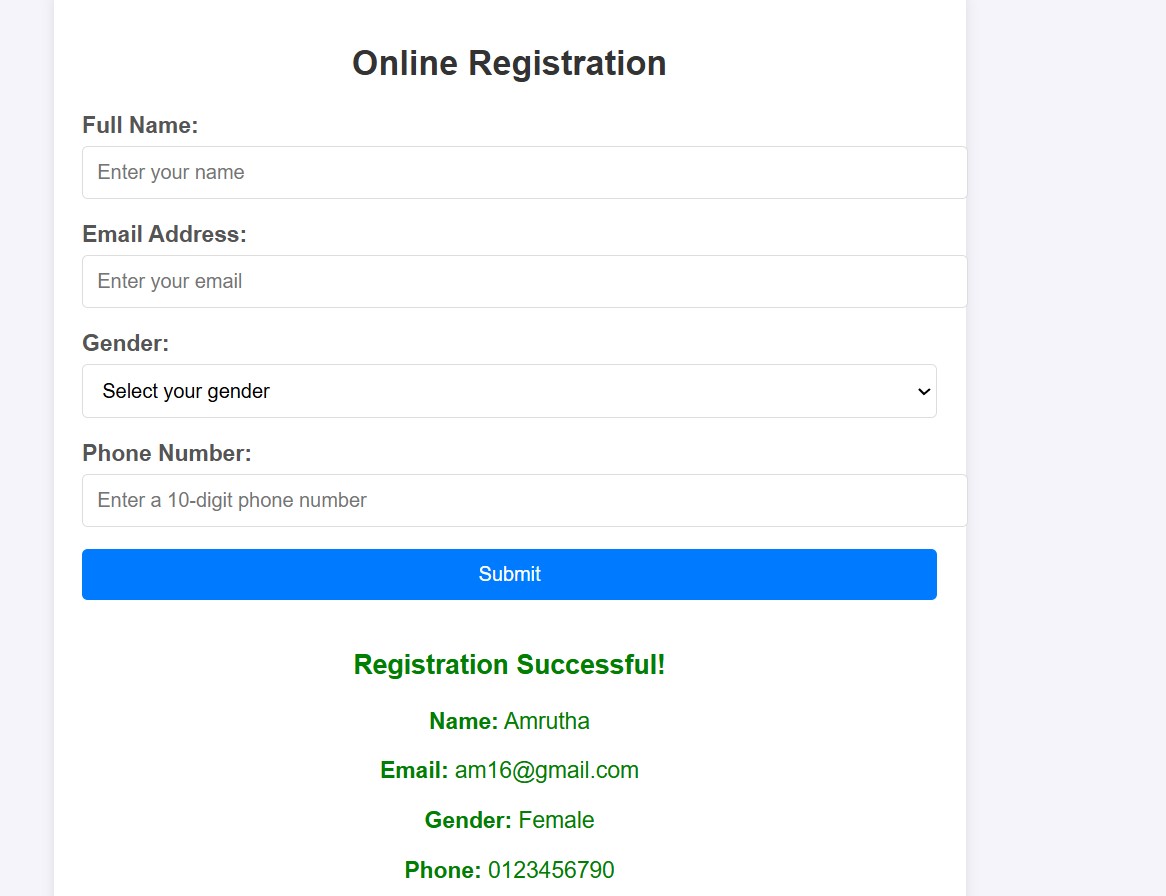 Online Registration
Full Name:
Enter your name
Email Address:
Enter your email
Gender:
Select your gender
Phone Number:
Enter a 10-digit phone number
Submit
Registration Successful!
Name: Amrutha
Email: am16@gmail.com
Gender: Female
Phone: 0123456790